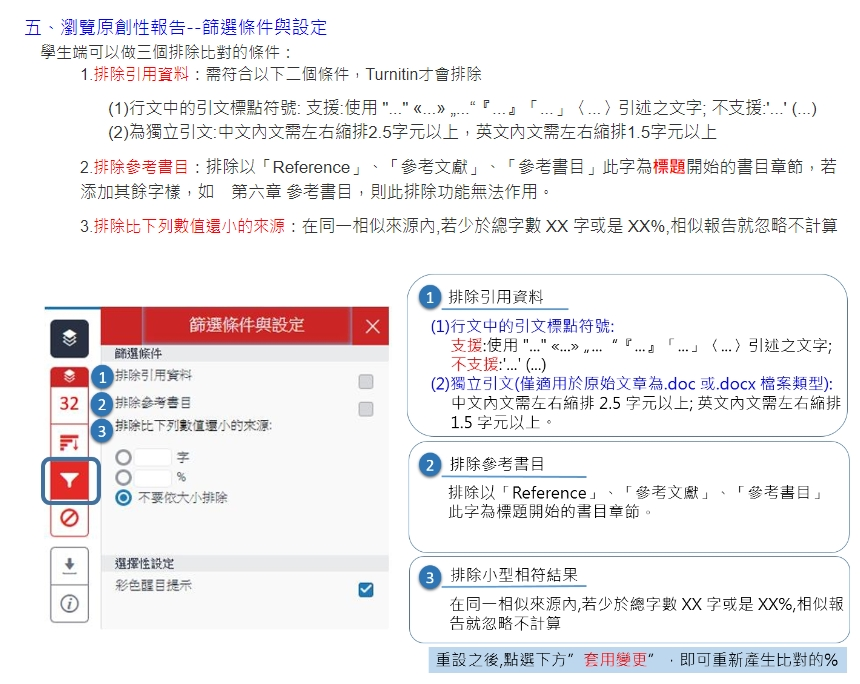 五、瀏覽原創性報告--篩選條件與設定
學生端可以做三個排除比對的條件：
1.排除引用資料：需符合以下二個條件，Turnitin才會排除
(1)行文中的引文標點符號: 支援:使用 "..." «...» „...“『...』「...」〈...〉引述之文字; 不支援:'...' (...)
(2)為獨立引文:中文內文需左右縮排2.5字元以上，英文內文需左右縮排1.5字元以上
2.排除參考書目：排除以「Reference」、「參考文獻」、「參考書目」此字為標題開始的書目章節，若
添加其餘字樣，如　第六章 參考書目，則此排除功能無法作用。
3.排除比下列數值還小的來源：在同一相似來源內,若少於總字數 XX 字或是 XX%,相似報告就忽略不計算
篩選條件與設定
篩選條件
32
1 排除引用資料
2 排除參考書目
3 排除比下列數值還小的來源:
字
%
不要依大小排除
選擇性設定
彩色醒目提示
1 排除引用資料
(1)行文中的引文標點符號:
支援:使用 "..." «...» „... “『...』「...」〈...〉引述之文字;
不支援:'...' (...)
(2)獨立引文(僅適用於原始文章為.doc 或.docx 檔案類型):
中文內文需左右縮排 2.5 字元以上; 英文內文需左右縮排
1.5 字元以上。
2 排除參考書目
排除以「Reference」、「參考文獻」、「參考書目」
此字為標題開始的書目章節。
3 排除小型相符結果
在同一相似來源內,若少於總字數 XX 字或是 XX%,相似報
告就忽略不計算
重設之後,點選下方” 套用變更” ，即可重新產生比對的%